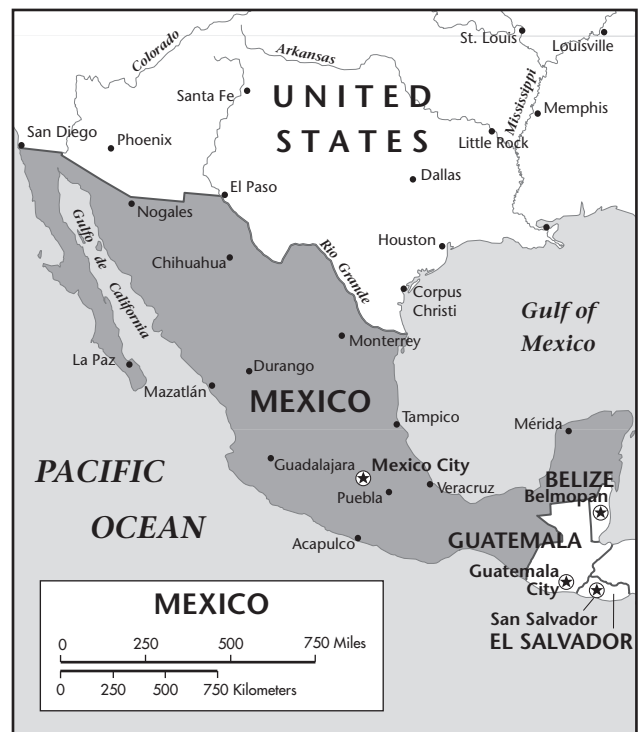 Colorado
Arkansas
St. Louis
Louisville
Santa Fe
UNITED
STATES
Mississippi
Memphis
San Diego
Phoenix
Little Rock
Dallas
El Paso
Nogales
Gulfo de California
Chihuahua
Rio Grande
Houston
Corpus
Christi
Gulf of
Mexico
Monterrey
La Paz
Durango
Mazatlán
MEXICO
Tampico
Mérida
PACIFIC
OCEAN
Guadalajara
Mexico City
Puebla
Veracruz
BELIZE
Belmopan
Acapulco
GUATEMALA
Guatemala
City
San Salvador
EL SALVADOR
MEXICO
0 250 500 750 Miles
0 250 500 750 Kilometers